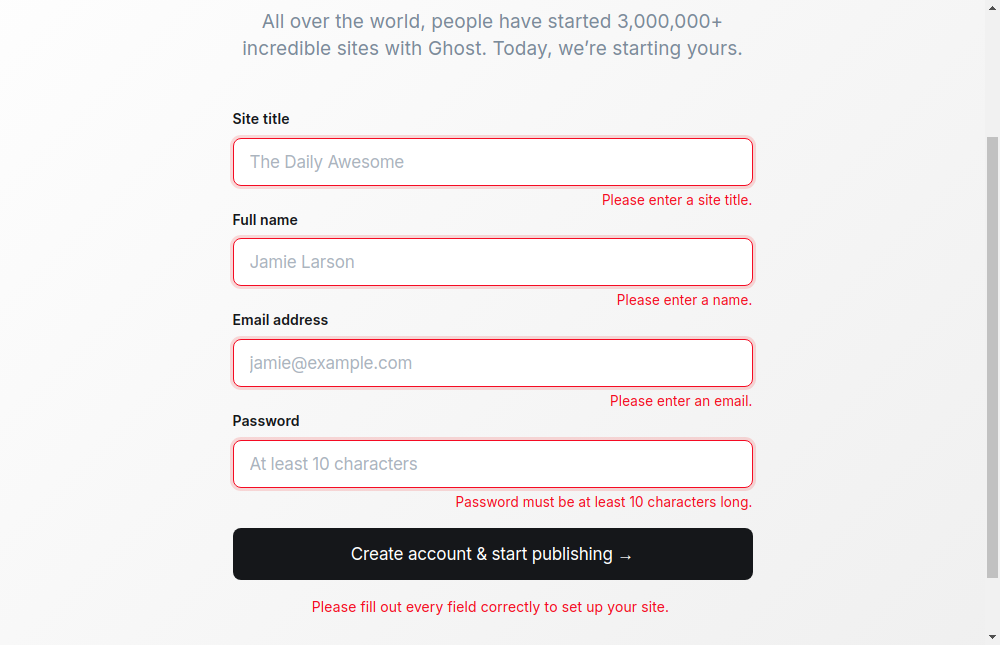 All over the world, people have started 3,000,000+
incredible sites with Ghost. Today, we’re starting yours.
Site title
The Daily Awesome
Please enter a site title.
Full name
Jamie Larson
Please enter a name.
Email address
jamie@example.com
Please enter an email.
Password
At least 10 characters
Password must be at least 10 characters long.
Create account & start publishing →
Please fill out every field correctly to set up your site.